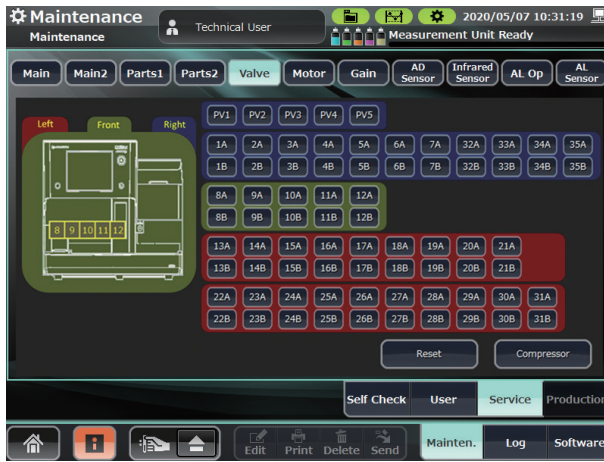 Maintenance
Maintenance
Technical User
2020/05/07 10:31:19
Measurement Unit Ready
Main Main2 Parts1 Parts2 Valve Motor Gain AD Sensor Infrared Sensor AL Op AL Sensor
Left Front Right
PV1 PV2 PV3 PV4 PV5
1A 2A 3A 4A 5A 6A 7A 32A 33A 34A 35A
1B 2B 3B 4B 5B 6B 7B 32B 33B 34B 35B
8A 9A 10A 11A 12A
8B 9B 10B 11B 12B
8 9 10 11 12
13A 14A 15A 16A 17A 18A 19A 20A 21A
13B 14B 15B 16B 17B 18B 19B 20B 21B
22A 23A 24A 25A 26A 27A 28A 29A 30A 31A
22B 23B 24B 25B 26B 27B 28B 29B 30B 31B
Reset Compressor
Self Check User Service Production
Edit Print Delete Send Mainten. Log Software